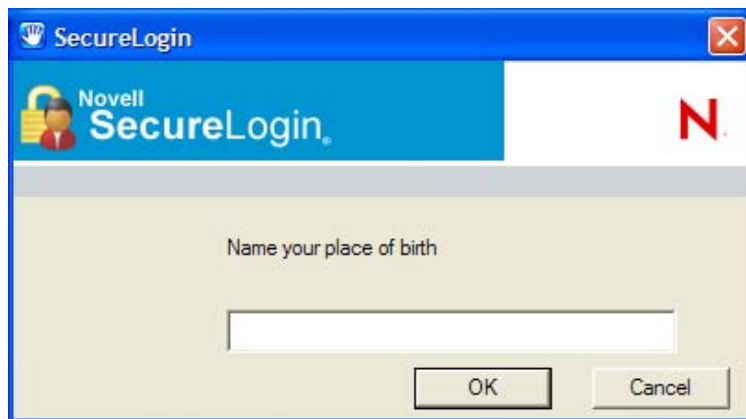 SecureLogin
Novell
SecureLogin®
N.
Name your place of birth
OK
Cancel